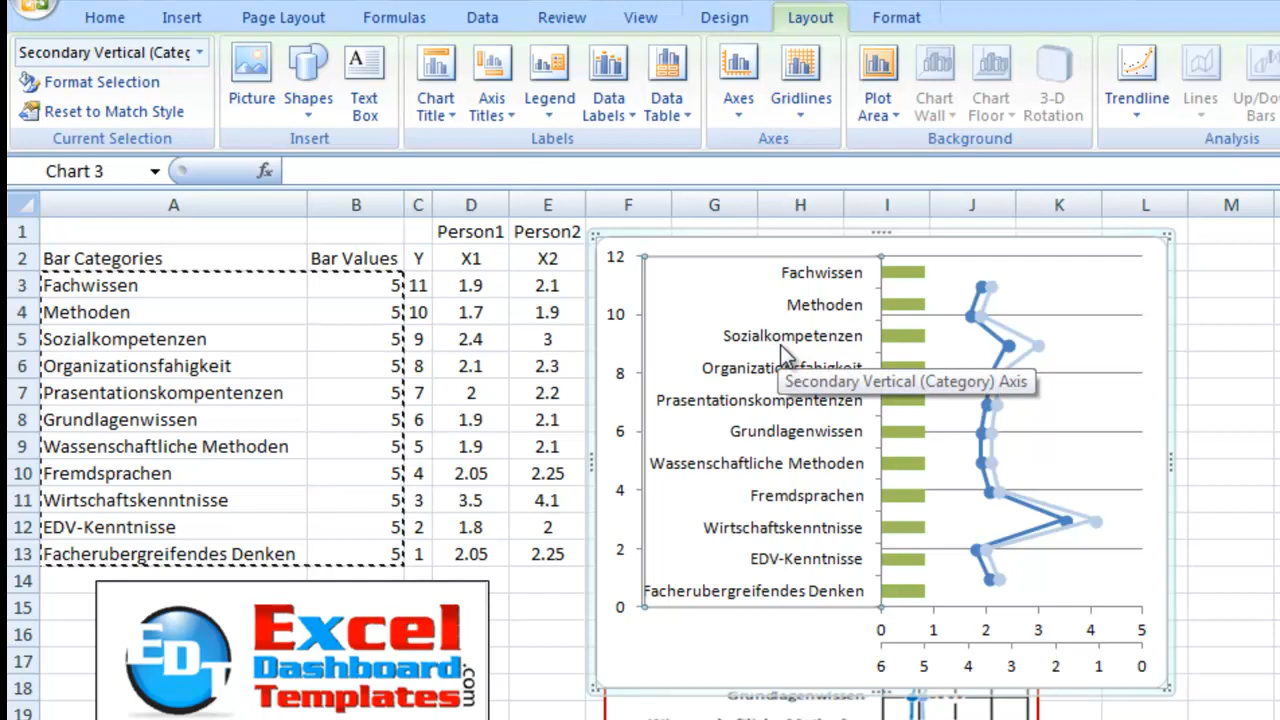 Home Insert Page Layout Formulas Data Review View Design Layout Format
Secondary Vertical (Categ
Format Selection
Reset to Match Style
Current Selection
Picture Shapes Text Box
Insert
Chart Title Axis Titles Legend Data Labels Data Table
Labels
Axes Gridlines
Axes
Plot Area Chart Wall Chart Floor 3-D Rotation
Background
Trendline Lines Up/Dov Bars
Analysis
Chart 3 fx
A B C D E F G H I J K L M
1 Person1 Person2
2 Bar Categories Bar Values Y X1 X2
3 Fachwissen 5 11 1.9 2.1
4 Methoden 5 10 1.7 1.9
5 Sozialkompetenzen 5 9 2.4 3
6 Organizationsfahigkeit 5 8 2.1 2.3
7 Prasentationskompentenzen 5 7 2 2.2
8 Grundlagenwissen 5 6 1.9 2.1
9 Wassenschaftliche Methoden 5 5 1.9 2.1
10 Fremdsprachen 5 4 2.05 2.25
11 Wirtschaftskenntnisse 5 3 3.5 4.1
12 EDV-Kenntnisse 5 2 1.8 2
13 Facherubergreifendes Denken 5 1 2.05 2.25
14
15
16
17
18
19
12
10
8
6
4
2
0
Fachwissen
Methoden
Sozialkompetenzen
Organizationsfahigkeit
Secondary Vertical (Category) Axis
Prasentationskompentenzen
Grundlagenwissen
Wassenschaftliche Methoden
Fremdsprachen
Wirtschaftskenntnisse
EDV-Kenntnisse
Facherubergreifendes Denken
0 1 2 3 4 5
6 5 4 3 2 1 0
Grundlagenwissen
EDT
Excel
Dashboard
Templates
.com